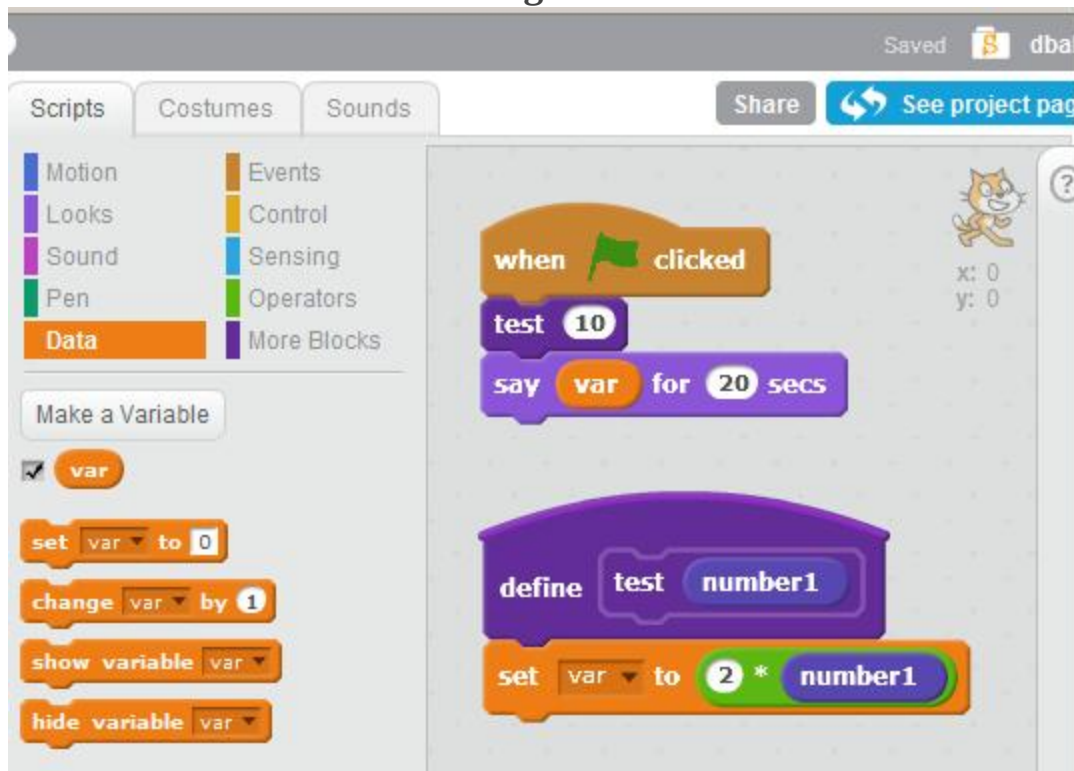 Saved dbal
Scripts Costumes Sounds Share See project pag
Motion Events
Looks Control
Sound Sensing
Pen Operators
Data More Blocks
Make a Variable
var
set var to 0
change var by 1
show variable var
hide variable var
when clicked
test 10
say var for 20 secs
x: 0
y: 0
?
define test number1
set var to 2 * number1